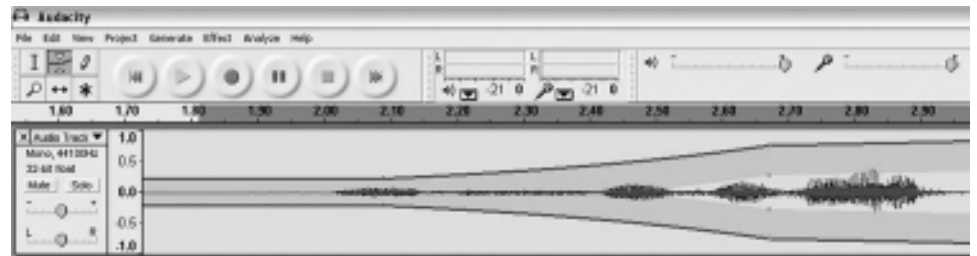 Audacity
File Edit View Project Generate Effect Analyze Help
L
R
L
R
-21 0
-21 0
1.60 1.70 1.80 1.90 2.00 2.10 2.20 2.30 2.40 2.50 2.60 2.70 2.80 2.90
X Audio Track
Mono, 44100Hz
32-bit float
Mute Solo
- +
L R
1.0
0.5
0.0
-0.5
-1.0